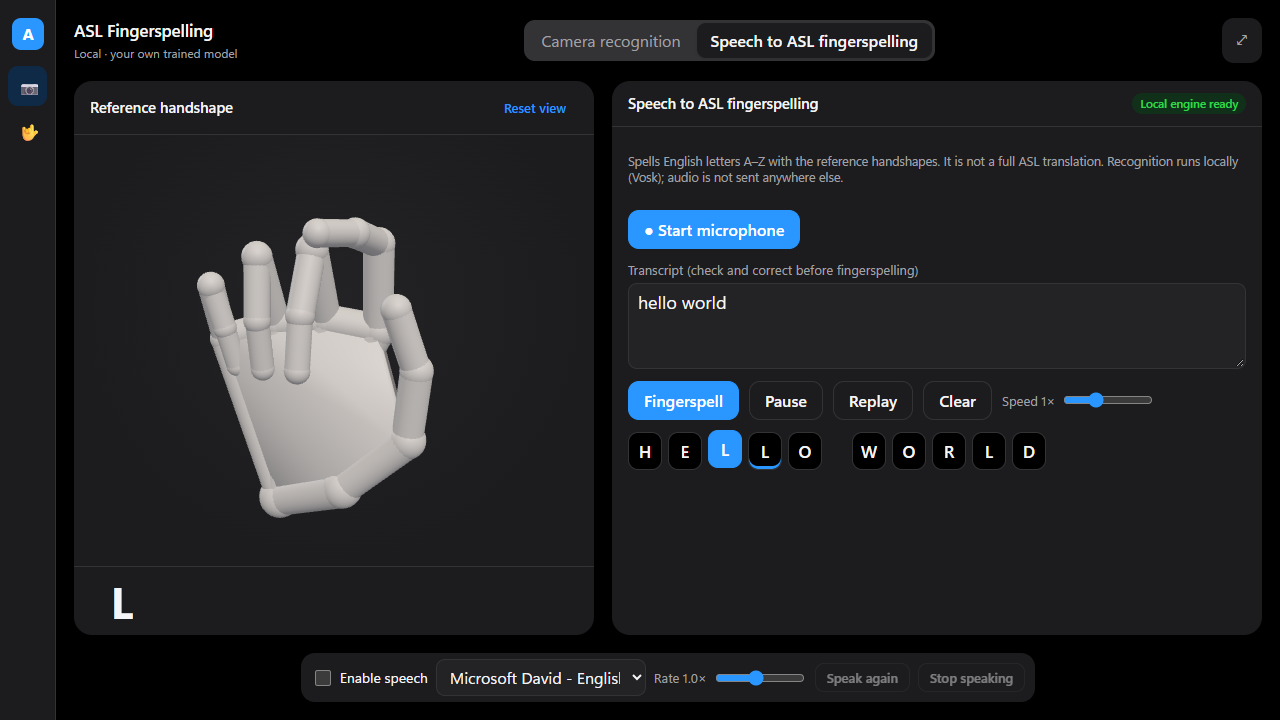 A
ASL Fingerspelling
Local · your own trained model
Camera recognition
Speech to ASL fingerspelling
Reference handshape
Reset view
L
Speech to ASL fingerspelling
Local engine ready
Spells English letters A–Z with the reference handshapes. It is not a full ASL translation. Recognition runs locally
(Vosk); audio is not sent anywhere else.
● Start microphone
Transcript (check and correct before fingerspelling)
hello world
Fingerspell
Pause
Replay
Clear
Speed 1×
H E L L O W O R L D
Enable speech
Microsoft David - Englis
Rate 1.0×
Speak again
Stop speaking